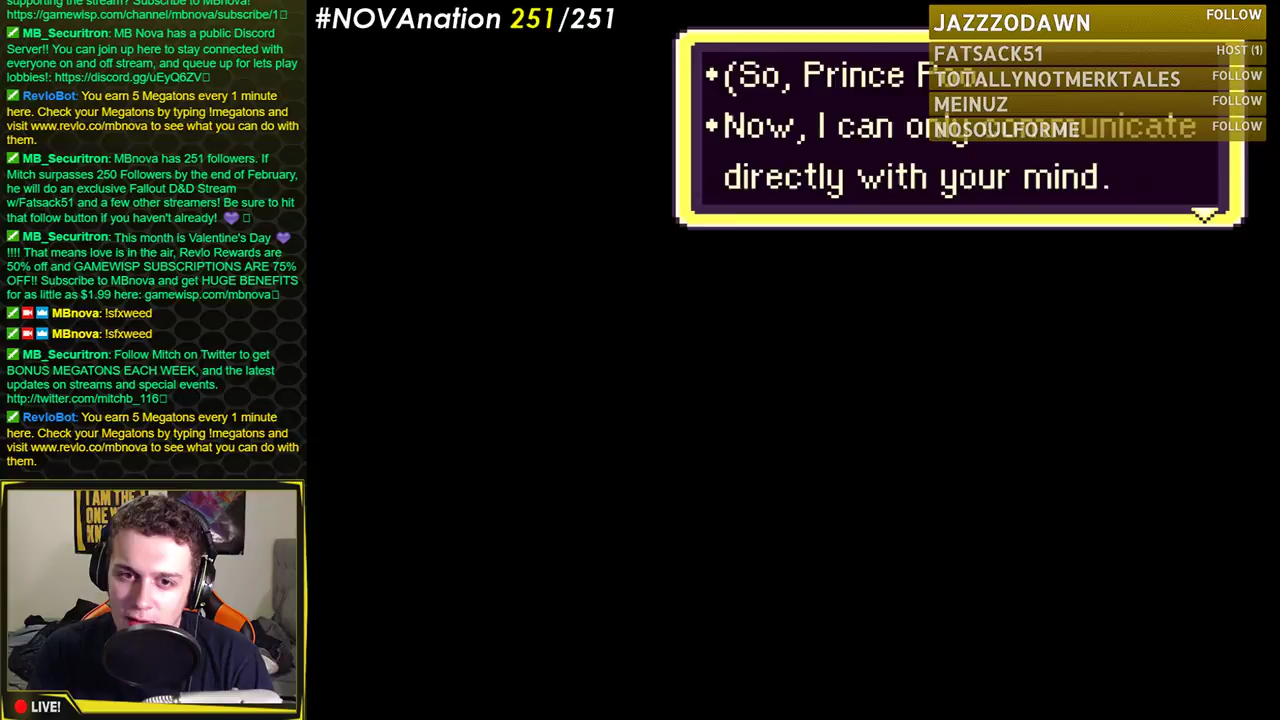 supporting the stream? Subscribe to MBnova!
https://gamewisp.com/channel/mbnova/subscribe/1
MB_Securitron: MB Nova has a public Discord
Server!! You can join up here to stay connected with
everyone on and off stream, and queue up for lets play
lobbies!: https://discord.gg/uEyQ6ZV
RevloBot: You earn 5 Megatons every 1 minute
here. Check your Megatons by typing !megatons and
visit www.revlo.co/mbnova to see what you can do with
them.
MB_Securitron: MBnova has 251 followers. If
Mitch surpasses 250 Followers by the end of February,
he will do an exclusive Fallout D&D Stream
w/Fatsack51 and a few other streamers! Be sure to hit
that follow button if you haven't already! 💜
MB_Securitron: This month is Valentine's Day 💜
!!!! That means love is in the air, Revlo Rewards are
50% off and GAMEWISP SUBSCRIPTIONS ARE 75%
OFF!! Subscribe to MBnova and get HUGE BENEFITS
for as little as $1.99 here: gamewisp.com/mbnova
MBnova: !sfxweed
MBnova: !sfxweed
MB_Securitron: Follow Mitch on Twitter to get
BONUS MEGATONS EACH WEEK, and the latest
updates on streams and special events.
http://twitter.com/mitchb_116
RevloBot: You earn 5 Megatons every 1 minute
here. Check your Megatons by typing !megatons and
visit www.revlo.co/mbnova to see what you can do with
them.
I AM THE
ONE W
KN
LIVE!
#NOVAnation 251/251
•(So, Prince
•Now, I can only communicate
directly with your mind.
JAZZZODAWN FOLLOW
FATSACK51 HOST (1)
TOTALLYNOTMERKTALES FOLLOW
MEINUZ FOLLOW
NOSOULFORME FOLLOW